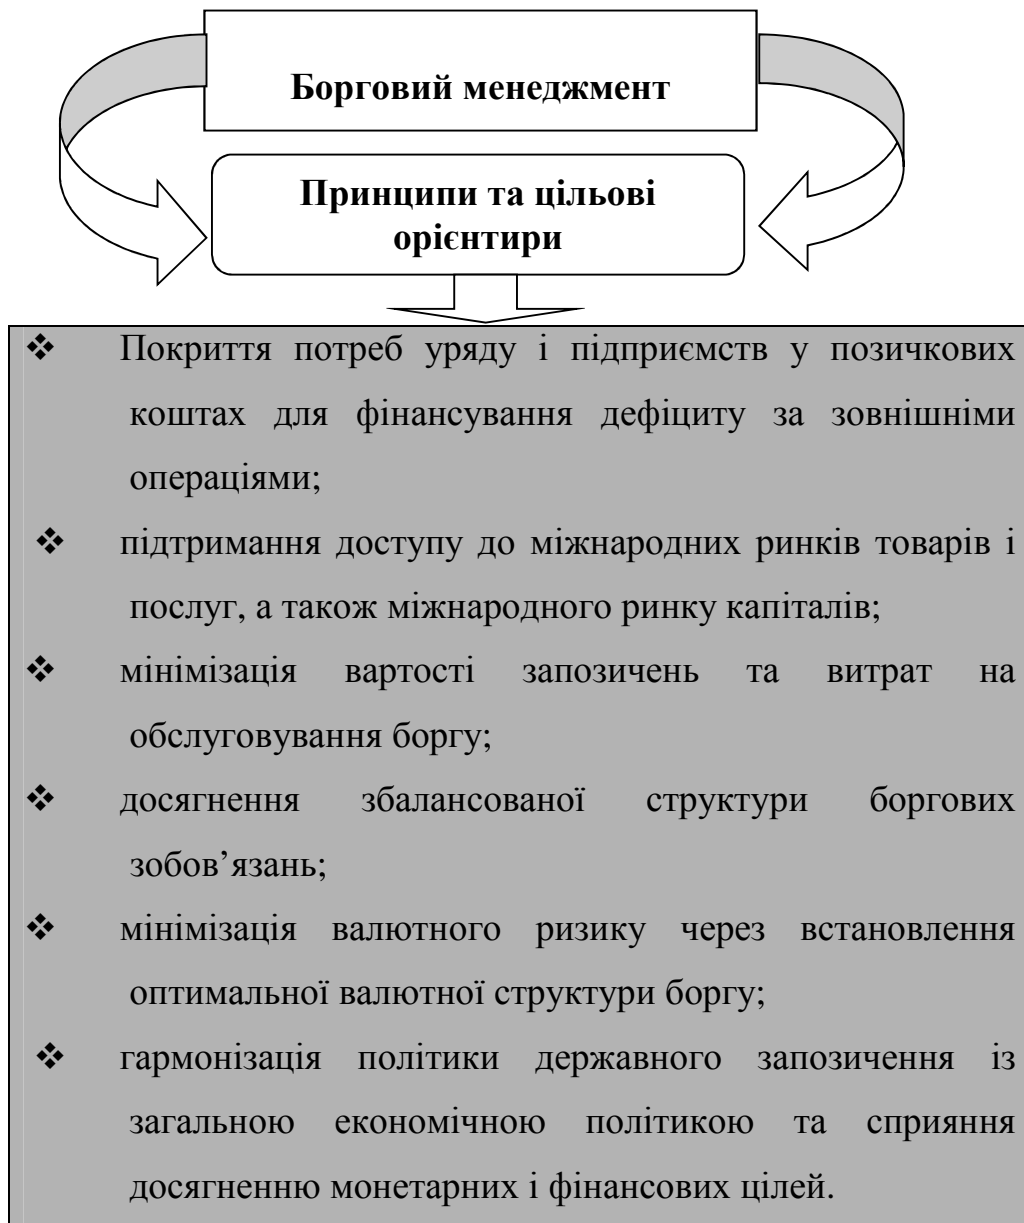 Борговий менеджмент
Принципи та цільові
орієнтири
❖ Покриття потреб уряду і підприємств у позичкових
коштах для фінансування дефіциту за зовнішніми
операціями;
❖ підтримання доступу до міжнародних ринків товарів і
послуг, а також міжнародного ринку капіталів;
❖ мінімізація вартості запозичень та витрат на
обслуговування боргу;
❖ досягнення збалансованої структури боргових
зобов’язань;
❖ мінімізація валютного ризику через встановлення
оптимальної валютної структури боргу;
❖ гармонізація політики державного запозичення із
загальною економічною політикою та сприяння
досягненню монетарних і фінансових цілей.